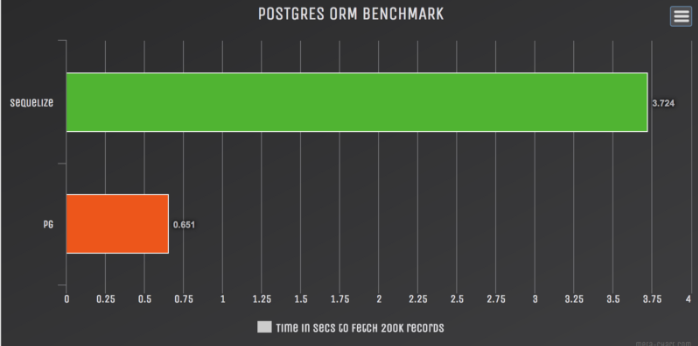 POSTGRES ORM BENCHMARK
sequelize
3.724
PG
0.651
0 0.25 0.5 0.75 1 1.25 1.5 1.75 2 2.25 2.5 2.75 3 3.25 3.5 3.75 4
Time in secs to fetch 200k records